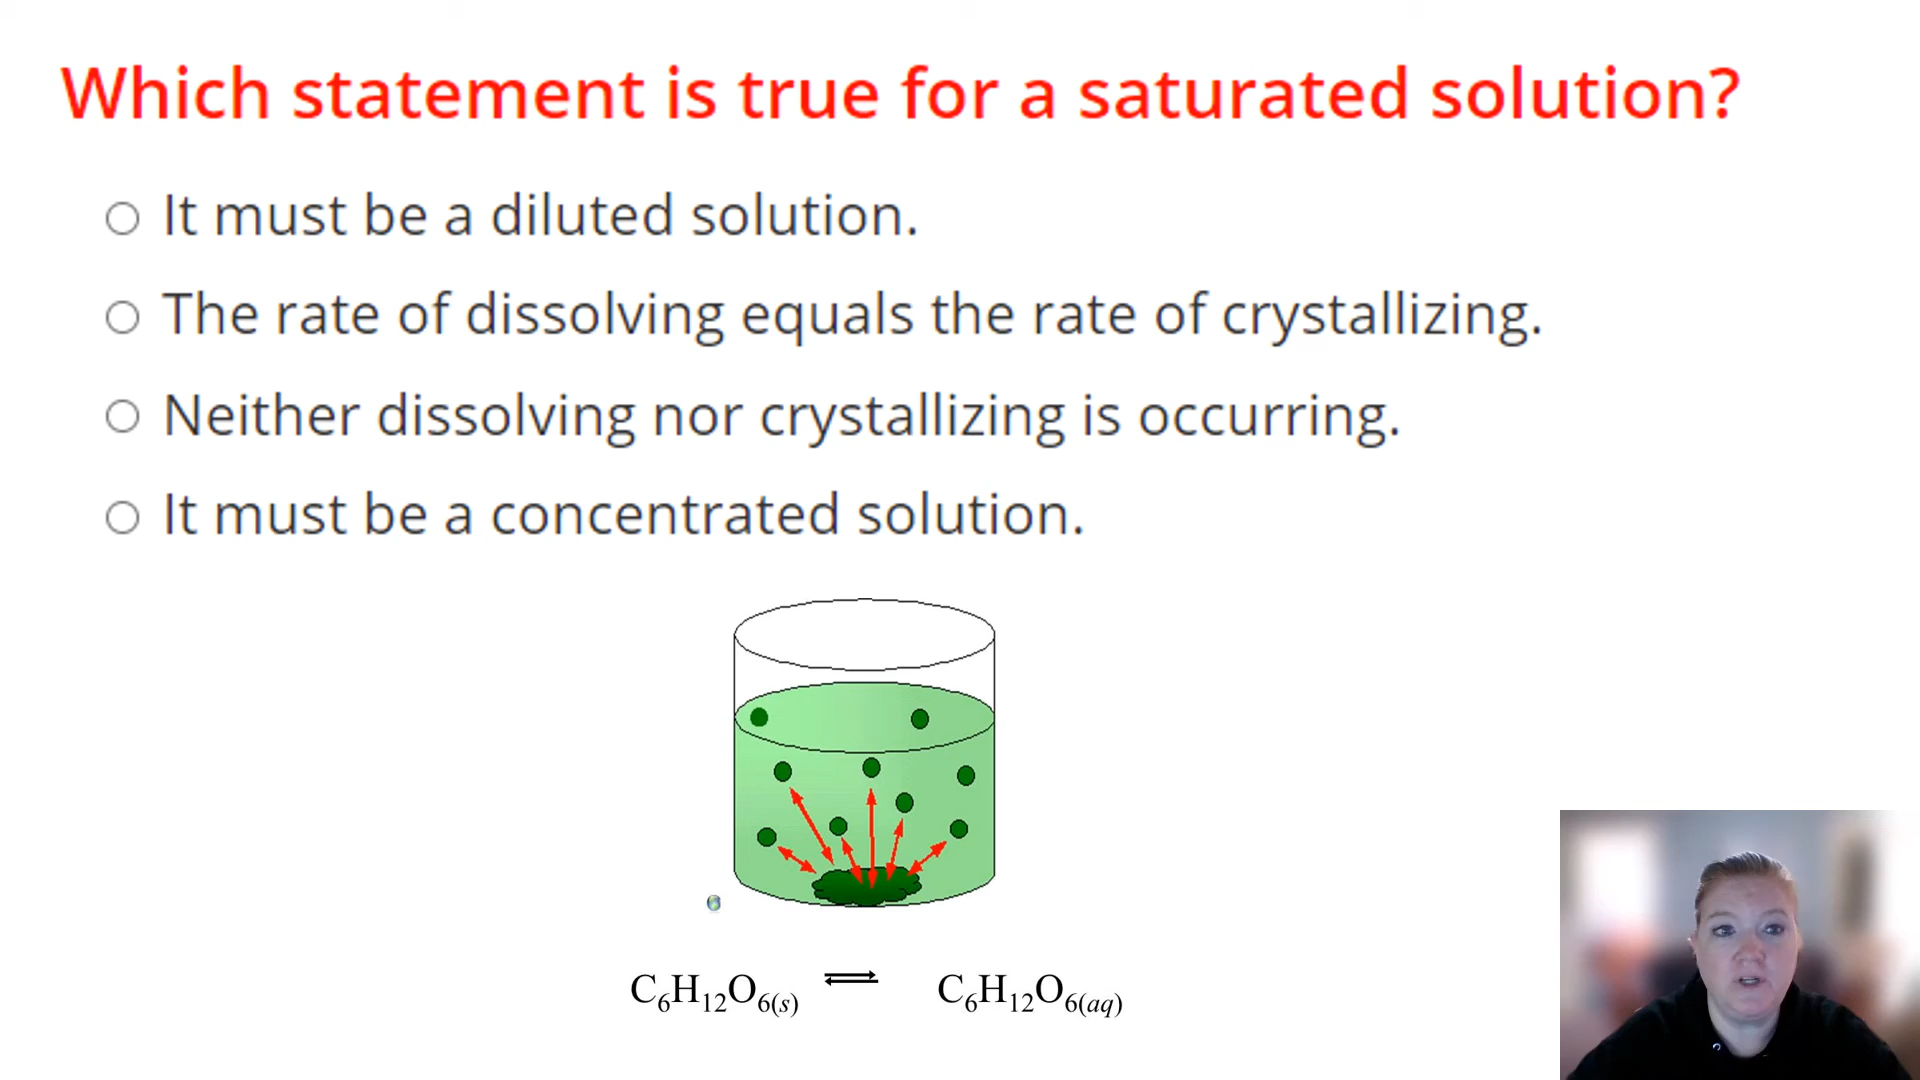 Which statement is true for a saturated solution?
It must be a diluted solution.
The rate of dissolving equals the rate of crystallizing.
Neither dissolving nor crystallizing is occurring.
It must be a concentrated solution.
C₆H₁₂O₆₍ₛ₎ ⇌ C₆H₁₂O₆(aq)